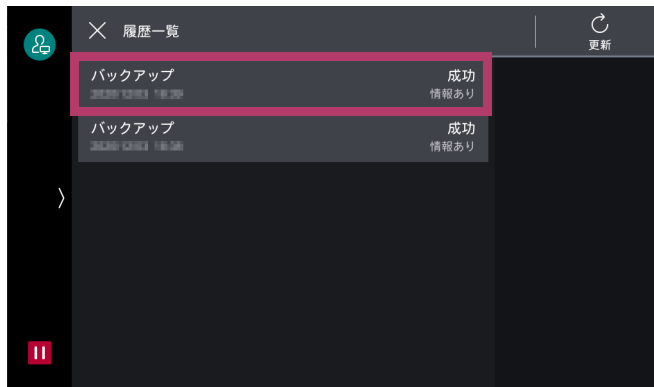 履歴一覧
更新
バックアップ
成功
情報あり
バックアップ
成功
情報あり